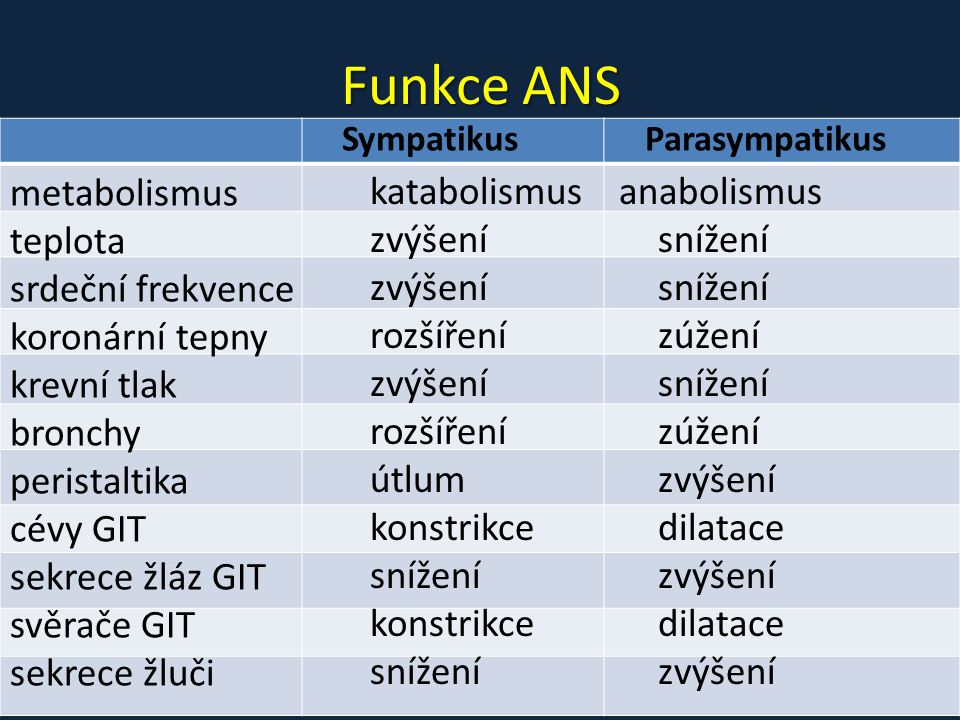 Funkce ANS
Sympatikus Parasympatikus
metabolismus katabolismus anabolismus
teplota zvýšení snížení
srdeční frekvence zvýšení snížení
koronární tepny rozšíření zúžení
krevní tlak zvýšení snížení
bronchy rozšíření zúžení
peristaltika útlum zvýšení
cévy GIT konstrikce dilatace
sekrece žláz GIT snížení zvýšení
svěrače GIT konstrikce dilatace
sekrece žluči snížení zvýšení